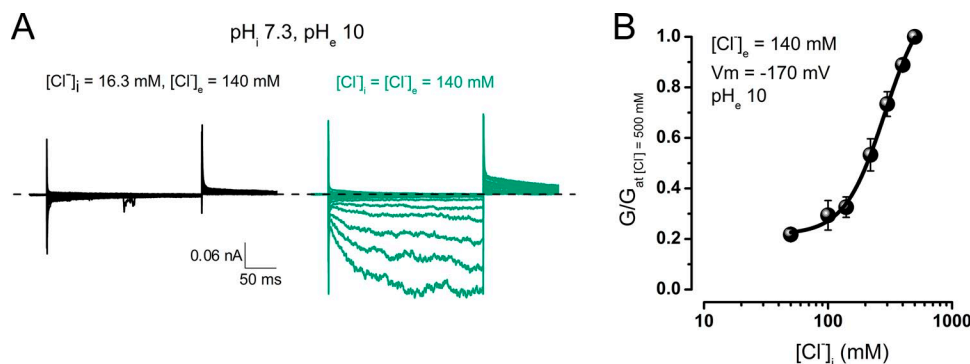 A
pHi 7.3, pHe 10
[Cl-]i = 16.3 mM, [Cl-]e = 140 mM
[Cl-]i = [Cl-]e = 140 mM
0.06 nA
50 ms
B
[Cl-]e = 140 mM
Vm = -170 mV
pHe 10
G/G at [Cl-] = 500 mM
1.0
0.8
0.6
0.4
0.2
0.0
10
100
1000
[Cl-]i (mM)